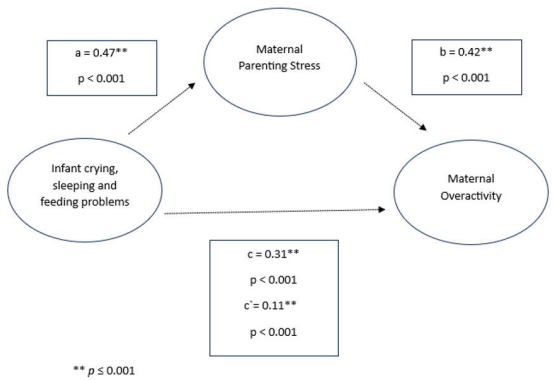 a = 0.47**
p < 0.001
Maternal
Parenting Stress
b = 0.42**
p < 0.001
Infant crying,
sleeping and
feeding problems
Maternal
Overactivity
c = 0.31**
p < 0.001
c`= 0.11**
p < 0.001
** p ≤ 0.001